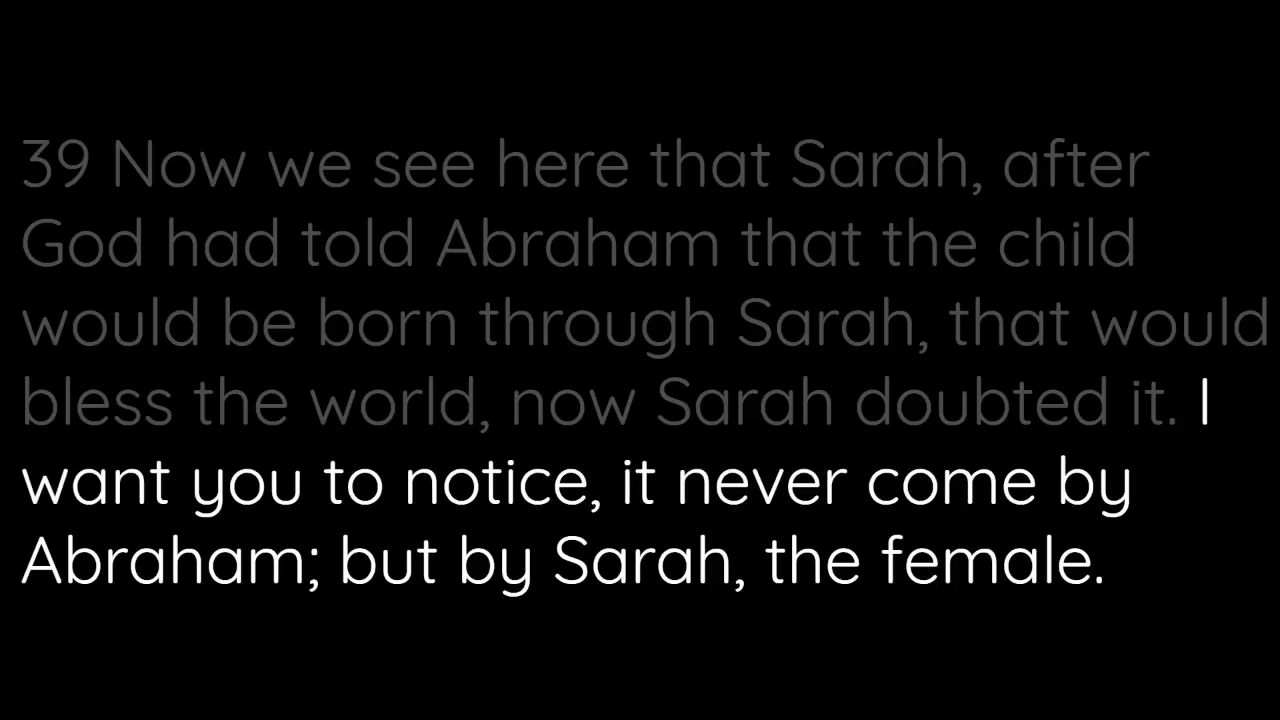 39 Now we see here that Sarah, after
God had told Abraham that the child
would be born through Sarah, that would
bless the world, now Sarah doubted it. I
want you to notice, it never come by
Abraham; but by Sarah, the female.